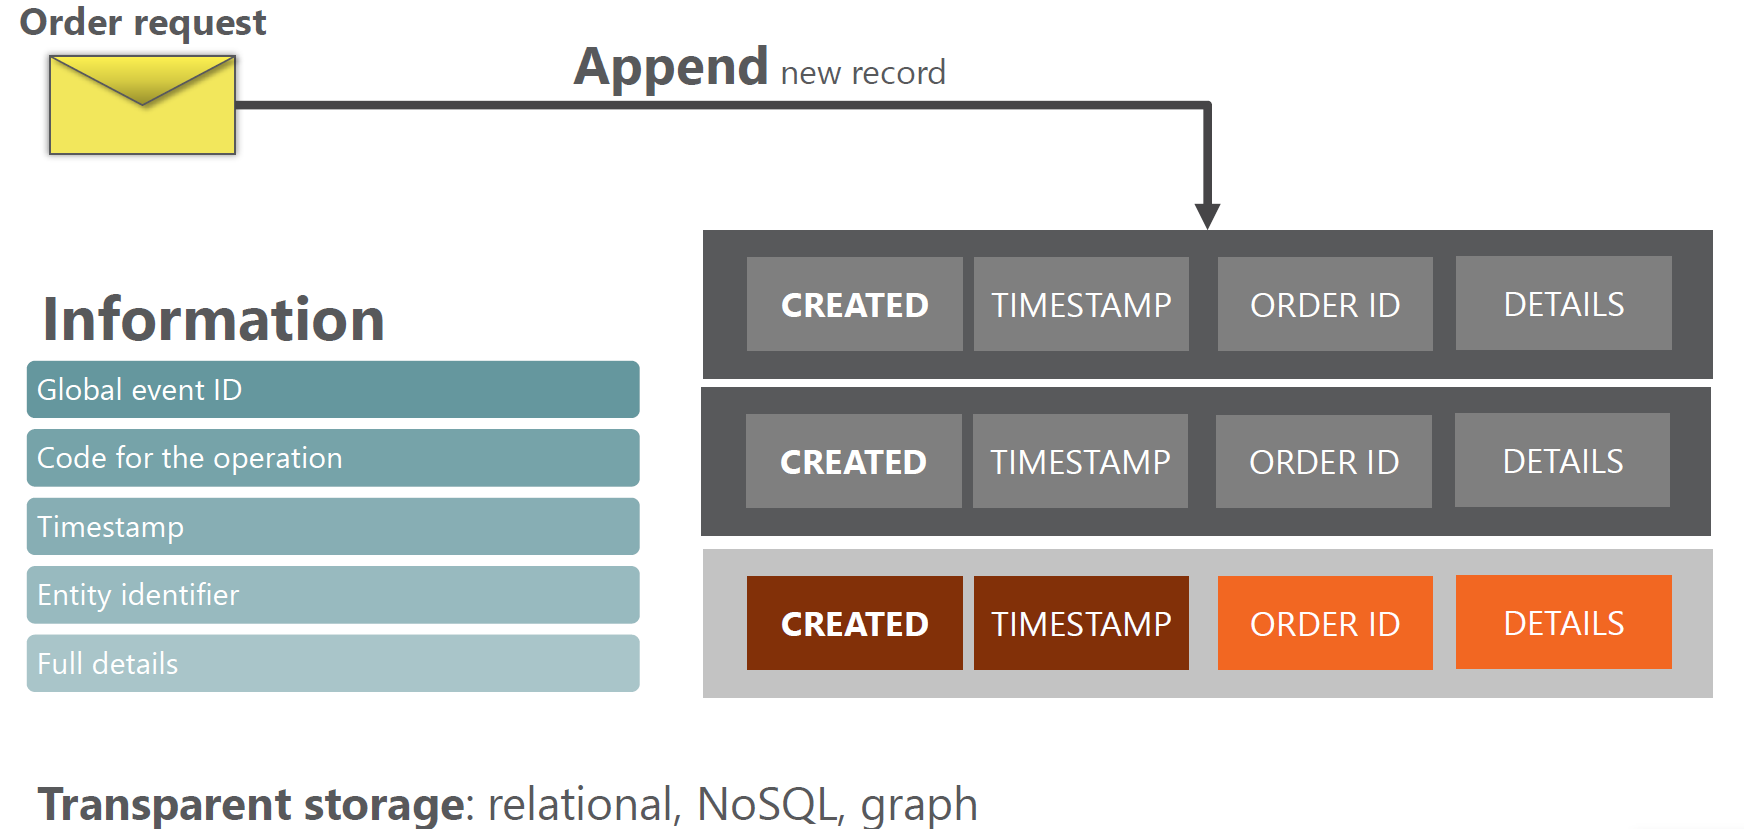 Order request
Append new record
Information
Global event ID
Code for the operation
Timestamp
Entity identifier
Full details
CREATED TIMESTAMP ORDER ID DETAILS
CREATED TIMESTAMP ORDER ID DETAILS
CREATED TIMESTAMP ORDER ID DETAILS
Transparent storage: relational, NoSQL, graph